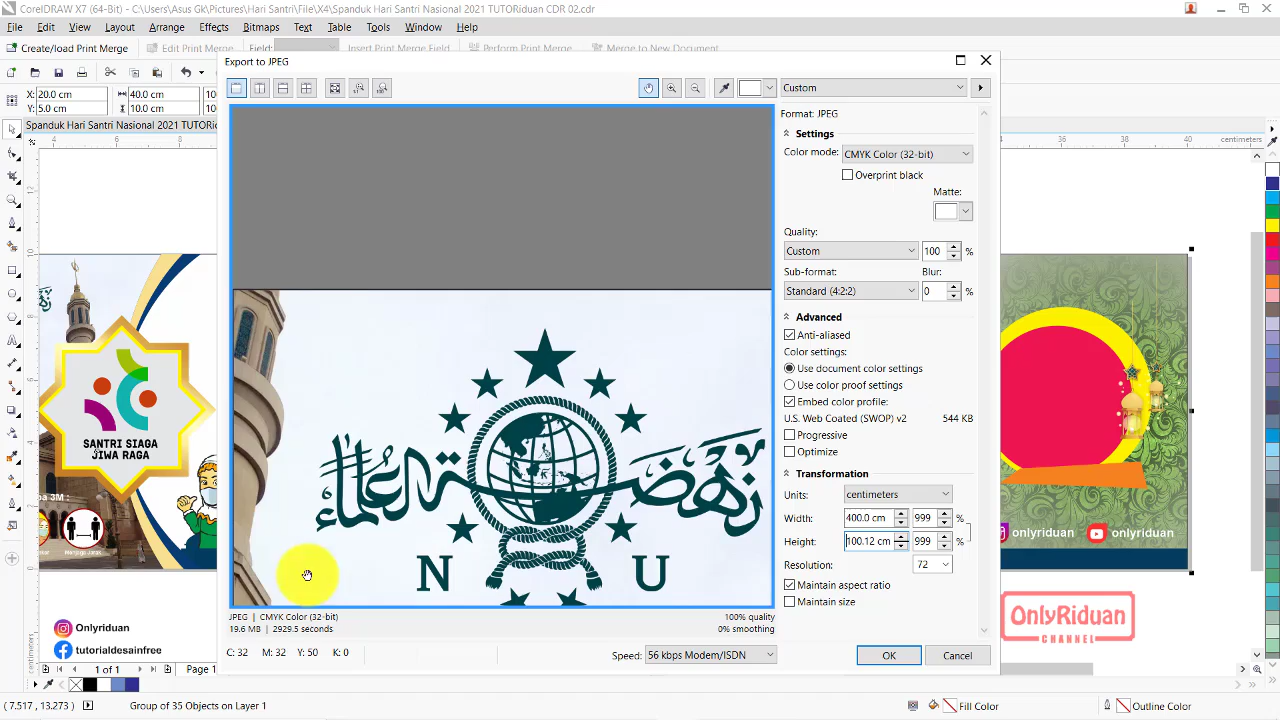 CorelDRAW X7 (64-Bit) - C:\Users\Asus Gk\Pictures\Hari Santri\File\X4\Spanduk Hari Santri Nasional 2021 TUTORiduan CDR 02.cdr
File Edit View Layout Arrange Effects Bitmaps Text Table Tools Window Help
Create/load Print Merge Edit Print Merge Field: Insert Print Merge Field Perform Print Merge Merge to New Document
Export to JPEG
X: 20.0 cm
Y: 5.0 cm
40.0 cm
10.0 cm
Spanduk Hari Santri Nasional 2021 TUTORi
4 6 8
36 38 40 centimeters
Custom
Format: JPEG
Settings
Color mode: CMYK Color (32-bit)
Overprint black
Matte:
Quality:
Custom 100 %
Sub-format: Blur:
Standard (4:2:2) 0 %
Advanced
Anti-aliased
Color settings:
Use document color settings
Use color proof settings
Embed color profile:
U.S. Web Coated (SWOP) v2 544 KB
Progressive
Optimize
Transformation
Units: centimeters
Width: 400.0 cm 999 %
Height: 100.12 cm 999 %
Resolution: 72
Maintain aspect ratio
Maintain size
N U
SANTRI SIAGA
JIWA RAGA
onlyriduan onlyriduan
OnlyRiduan
CHANNEL
Onlyriduan
tutorialdesainfree
JPEG | CMYK Color (32-bit) 100% quality
19.6 MB | 2929.5 seconds 0% smoothing
C: 32 M: 32 Y: 50 K: 0
Speed: 56 kbps Modem/ISDN OK Cancel
1 of 1 Page 1
(7.517 , 13.273 ) Group of 35 Objects on Layer 1 Fill Color Outline Color